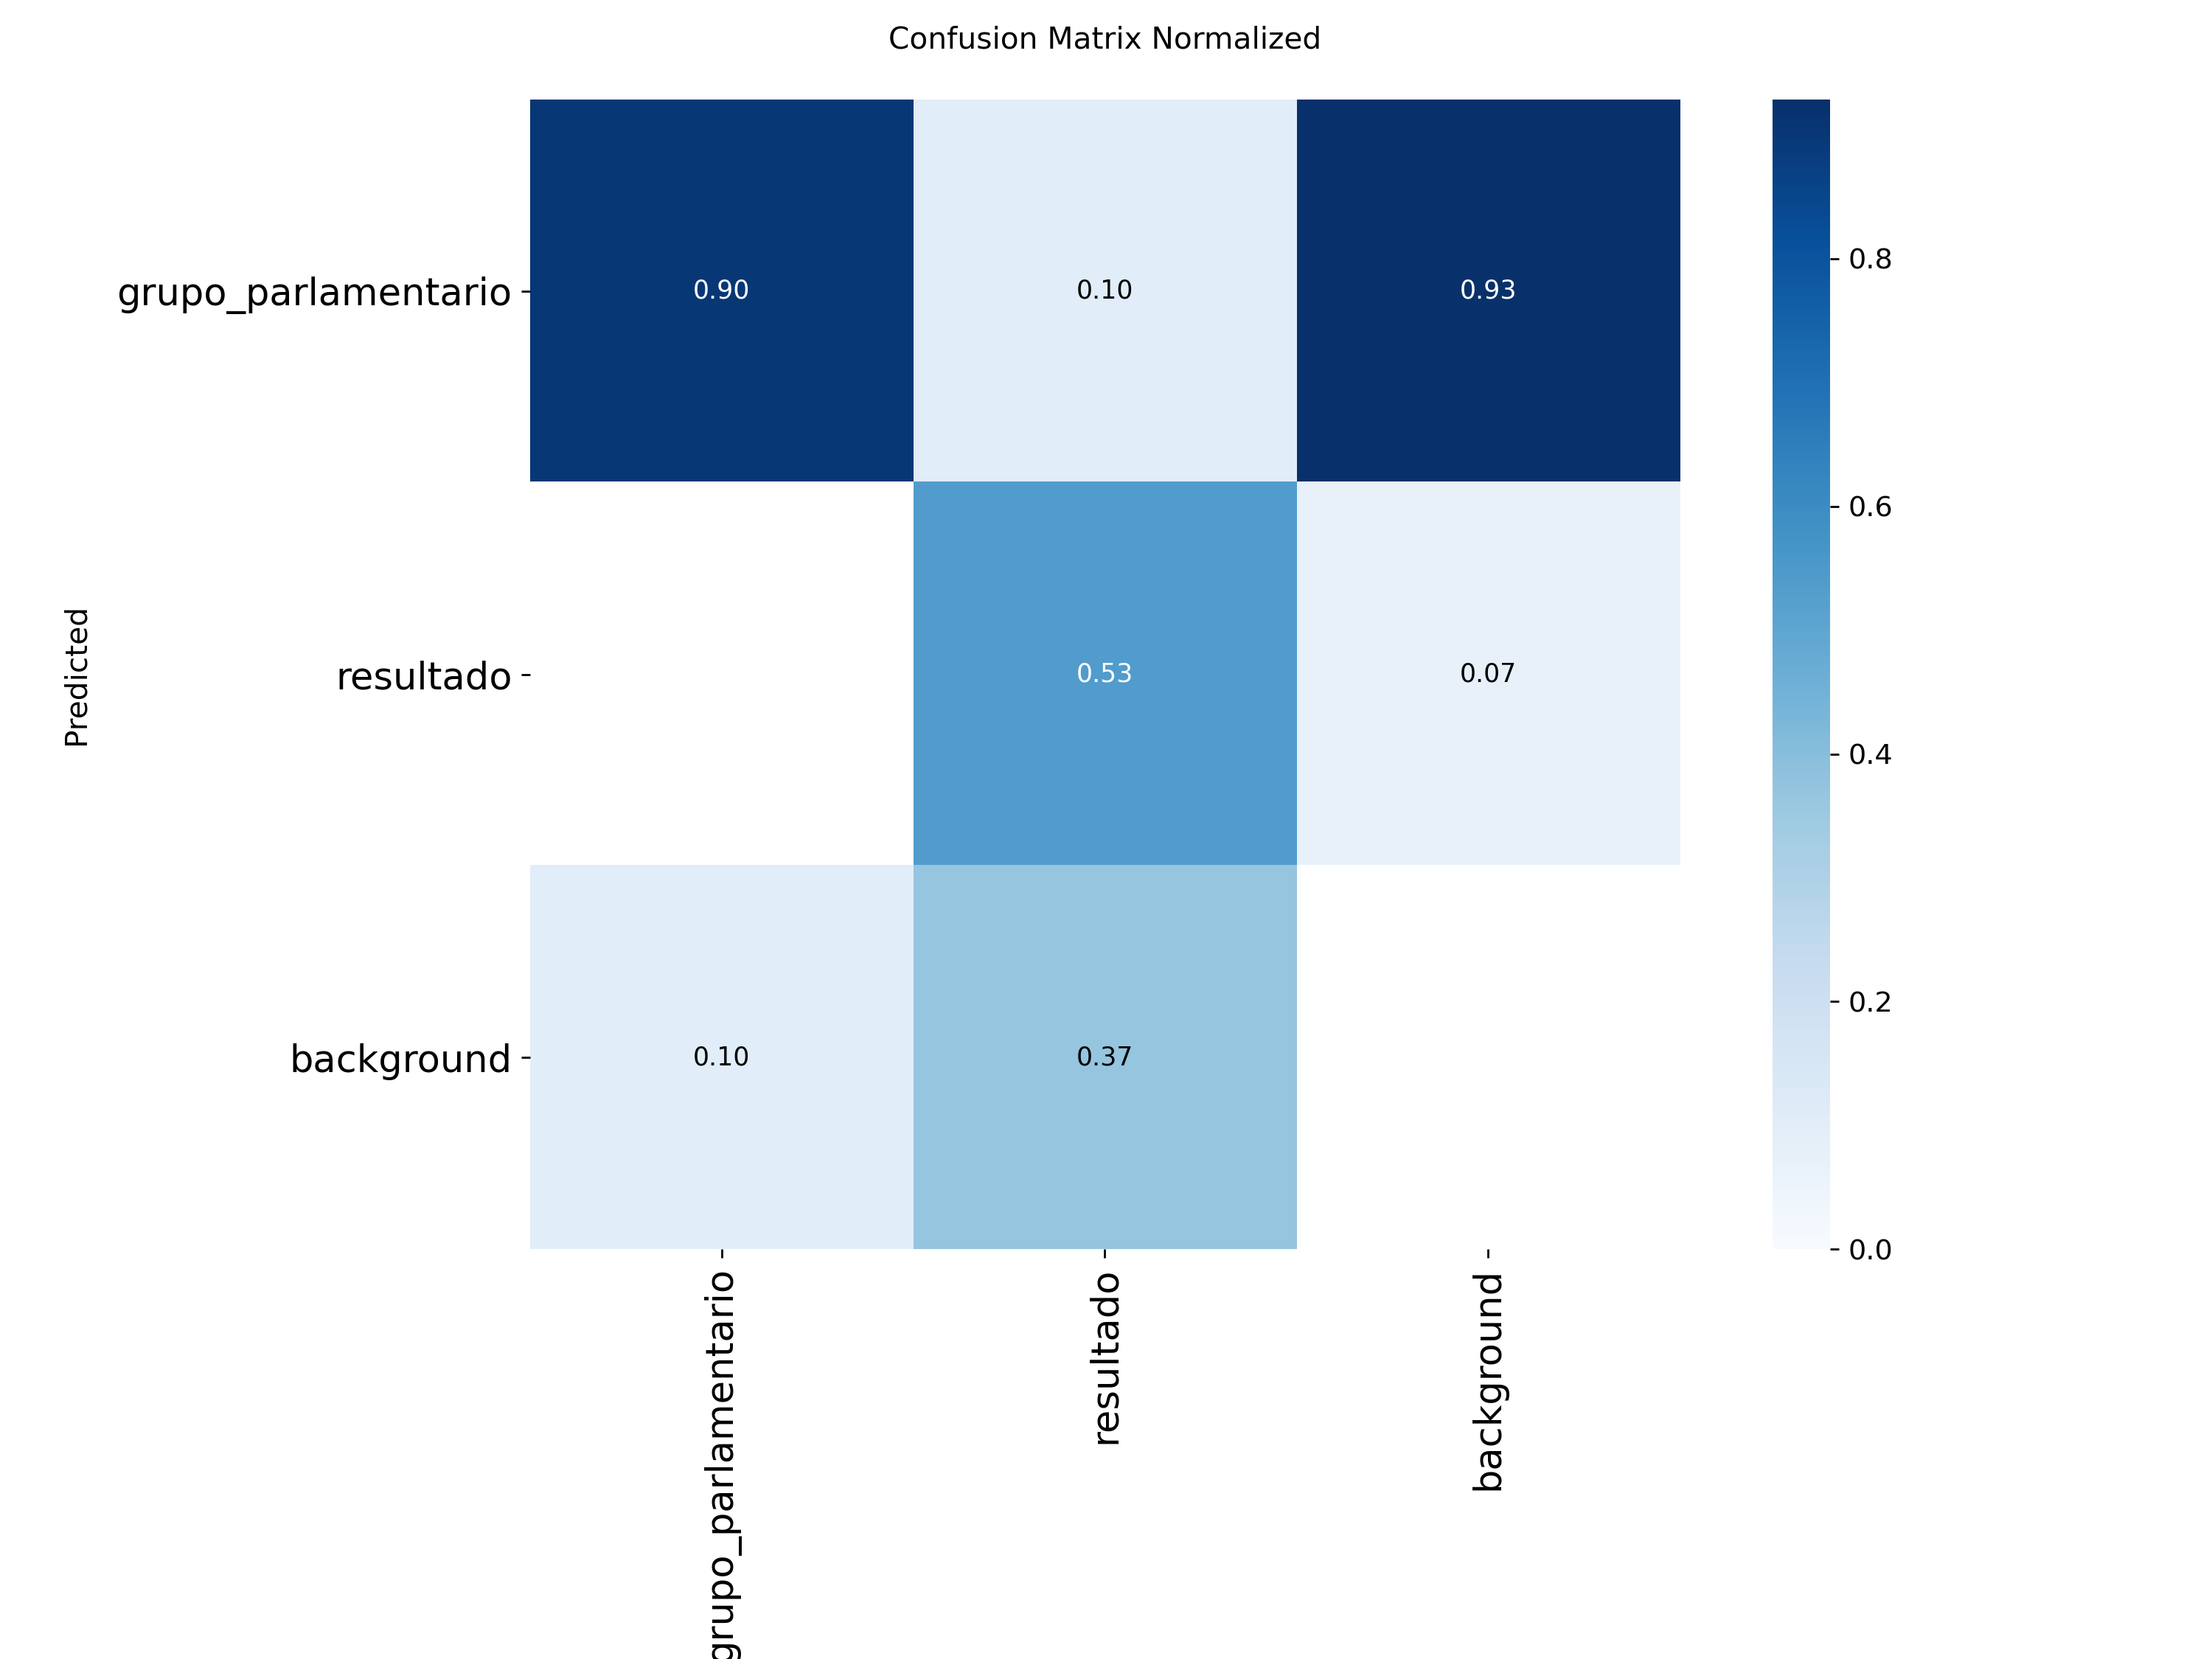 Confusion Matrix Normalized
grupo_parlamentario
0.90
0.10
0.93
resultado
0.53
0.07
background
0.10
0.37
Predicted
grupo_parlamentario
resultado
background
0.8
0.6
0.4
0.2
0.0